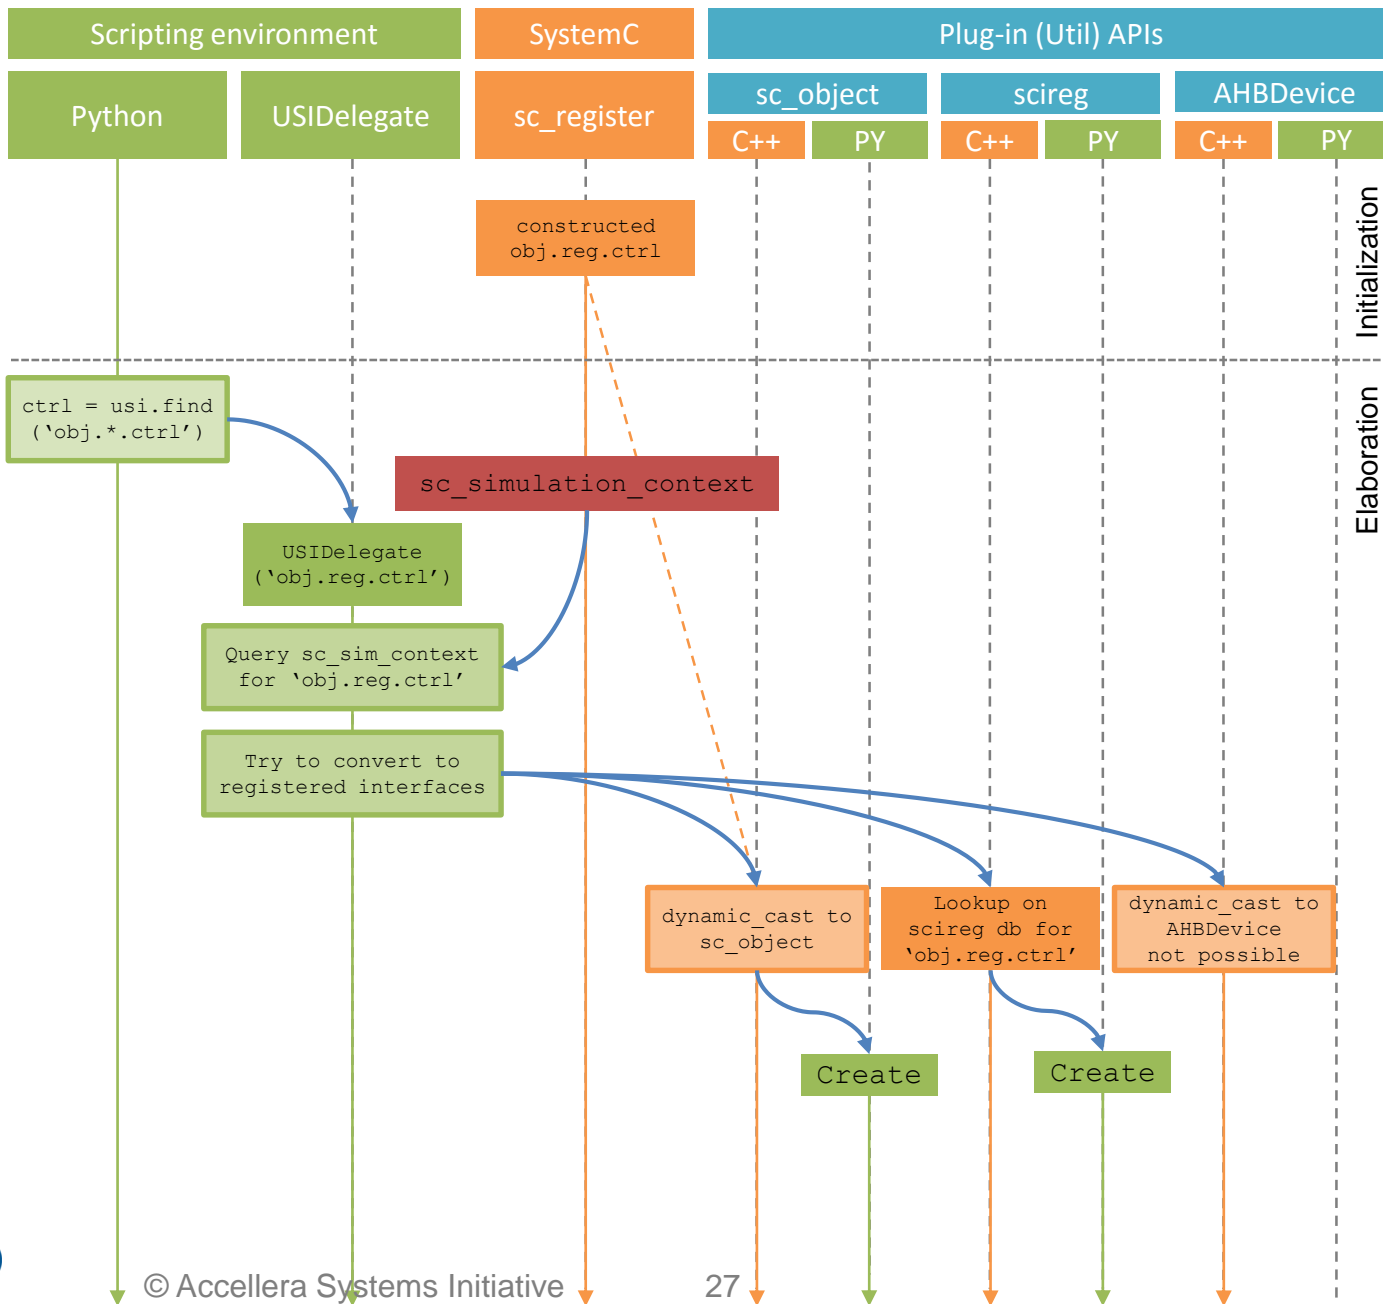 Scripting environment
SystemC
Plug-in (Util) APIs
Python
USIDelegate
sc_register
sc_object
scireg
AHBDevice
C++
PY
C++
PY
C++
PY
Initialization
constructed
obj.reg.ctrl
Elaboration
ctrl = usi.find
(‘obj.*.ctrl’)
sc_simulation_context
USIDelegate
(‘obj.reg.ctrl’)
Query sc_sim_context
for ‘obj.reg.ctrl’
Try to convert to
registered interfaces
dynamic_cast to
sc_object
Lookup on
scireg db for
‘obj.reg.ctrl’
dynamic_cast to
AHBDevice
not possible
Create
Create
© Accellera Systems Initiative
27